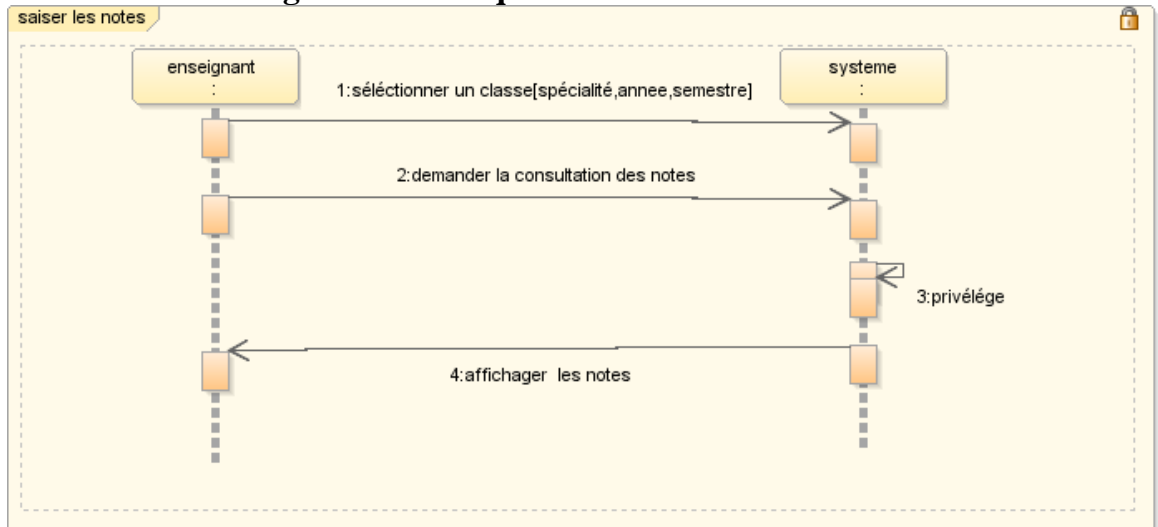 saiser les notes
enseignant
:
systeme
:
1:séléctionner un classe[spécialité,annee,semestre]
2:demander la consultation des notes
3:privélége
4:affichager les notes